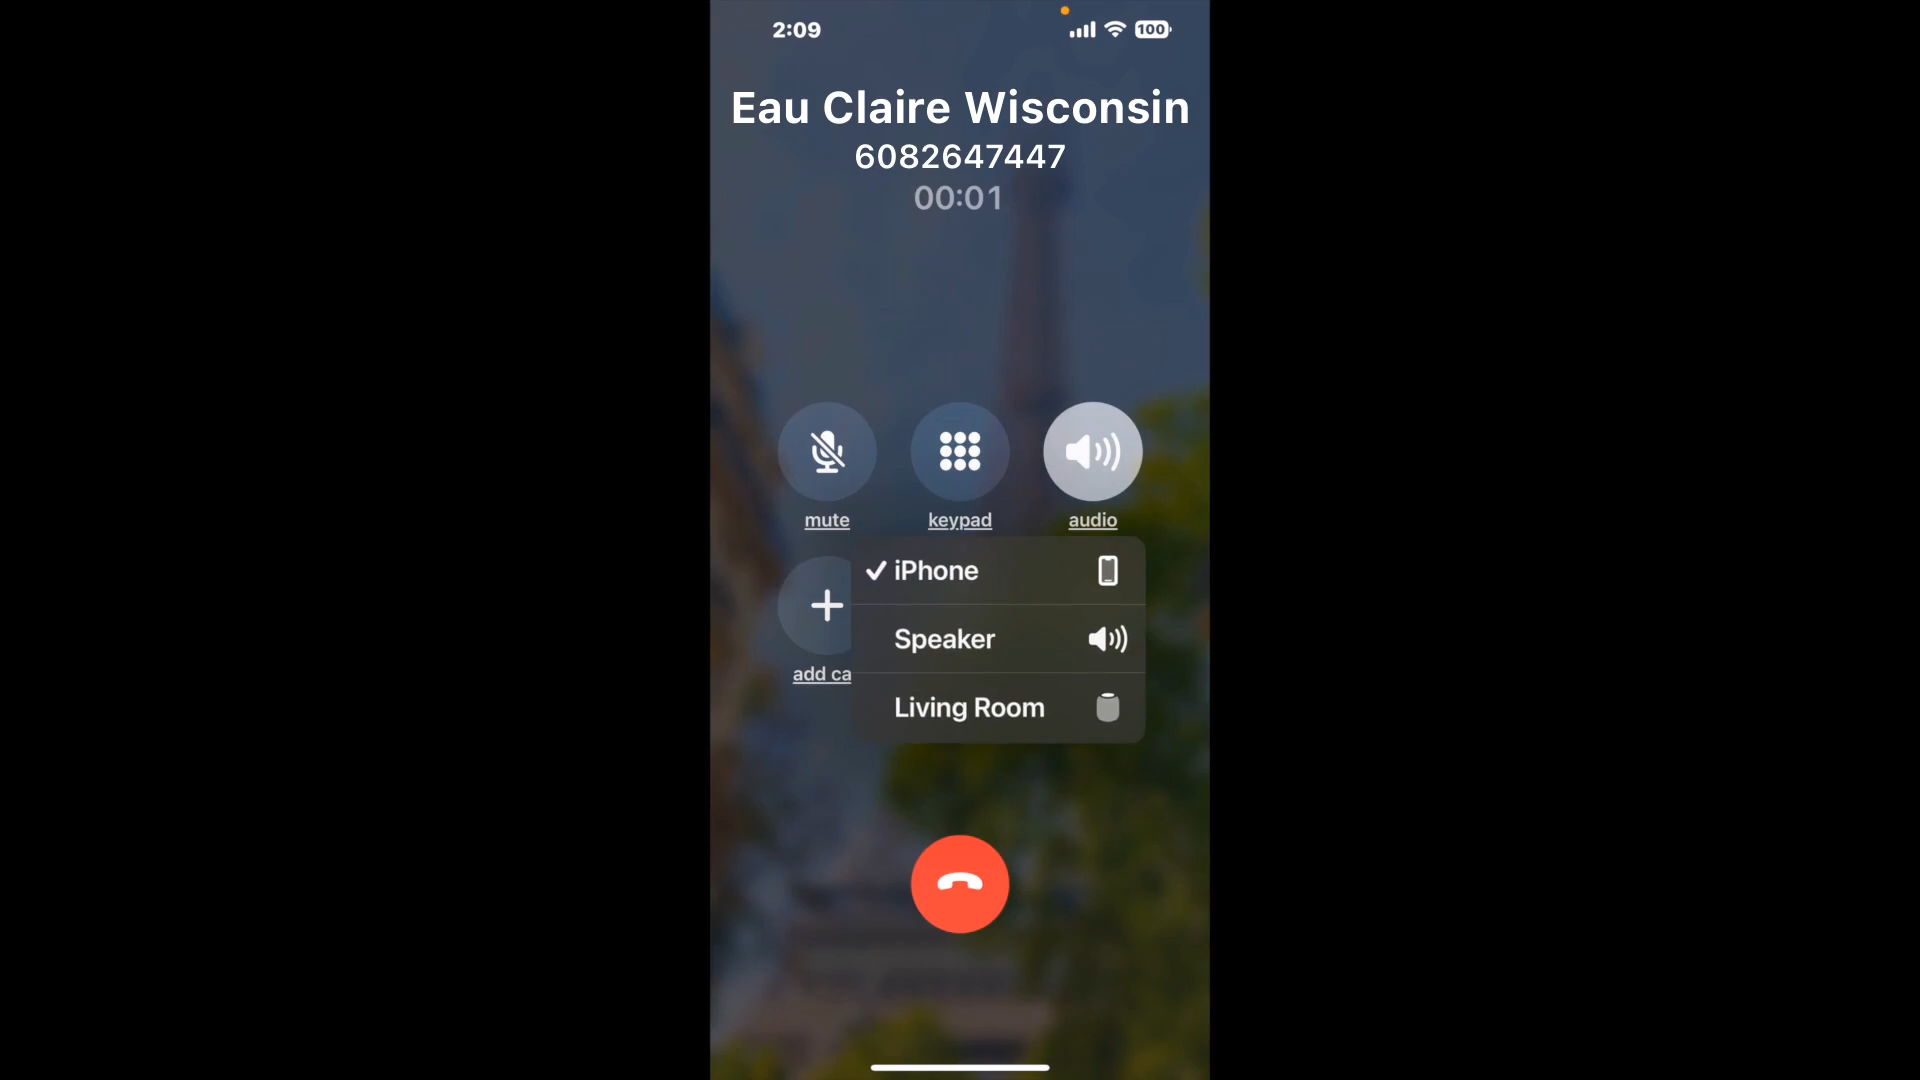 2:09
100
Eau Claire Wisconsin
6082647447
00:01
mute
keypad
audio
iPhone
add ca
Speaker
Living Room